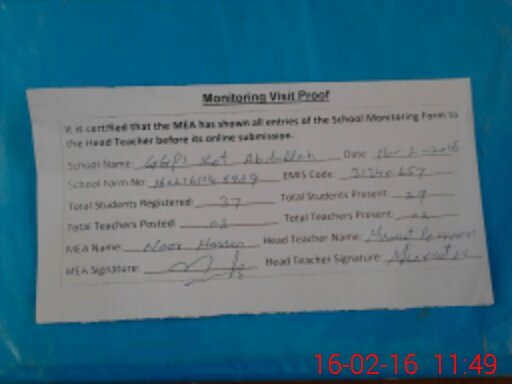 Monitoring Visit Proof
It is certified that the MEA has shown all entries of the School Monitoring Form to
the Head Teacher before its online submission.
School Name: GGPS Kot Abdullah Date: 16-2-2016
School Form No: EMIS Code: 31340657
Total Students Registered: 37 Total Students Present: 29
Total Teachers Posted: 02 Total Teachers Present: 02
MEA Name: Noor Hassan Head Teacher Name:
MEA Signature: Head Teacher Signature:
16-02-16 11:49